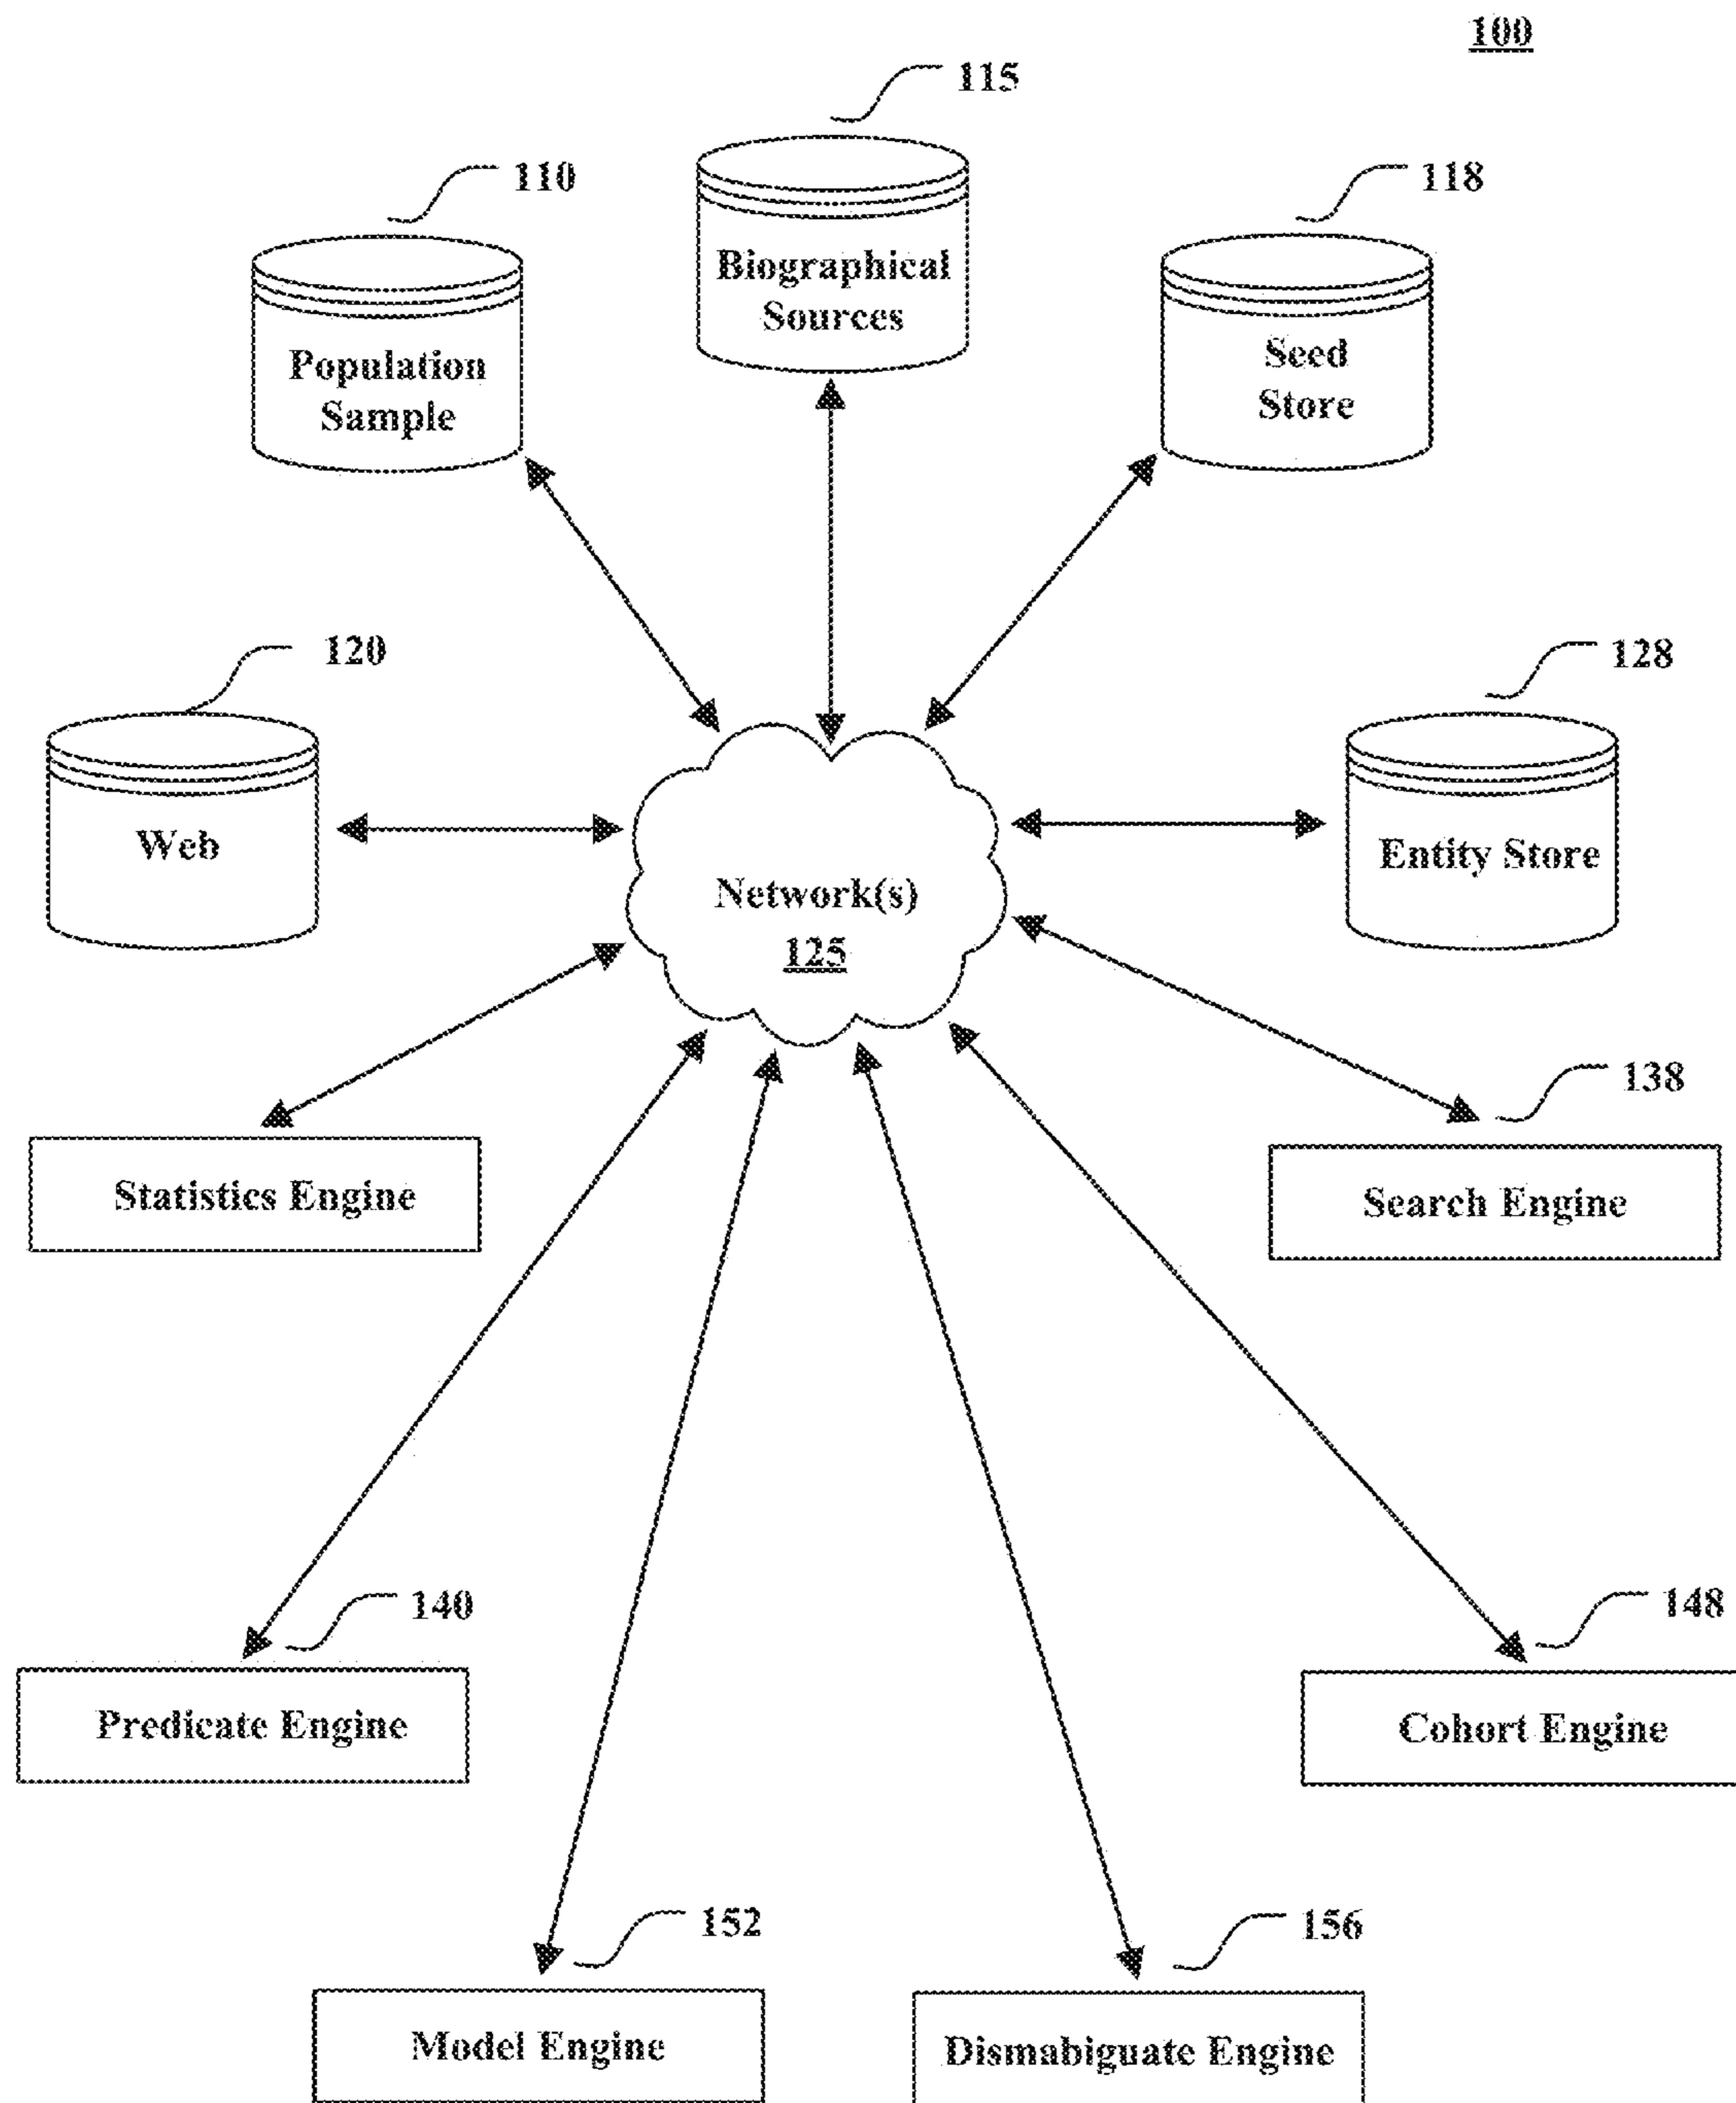 100
115
110
118
Biographical
Sources
Population
Sample
Seed
Store
120
128
Web
Entity Store
Network(s)
125
138
Statistics Engine
Search Engine
140
148
Predicate Engine
Cohort Engine
152
156
Model Engine
Dismabiguate Engine